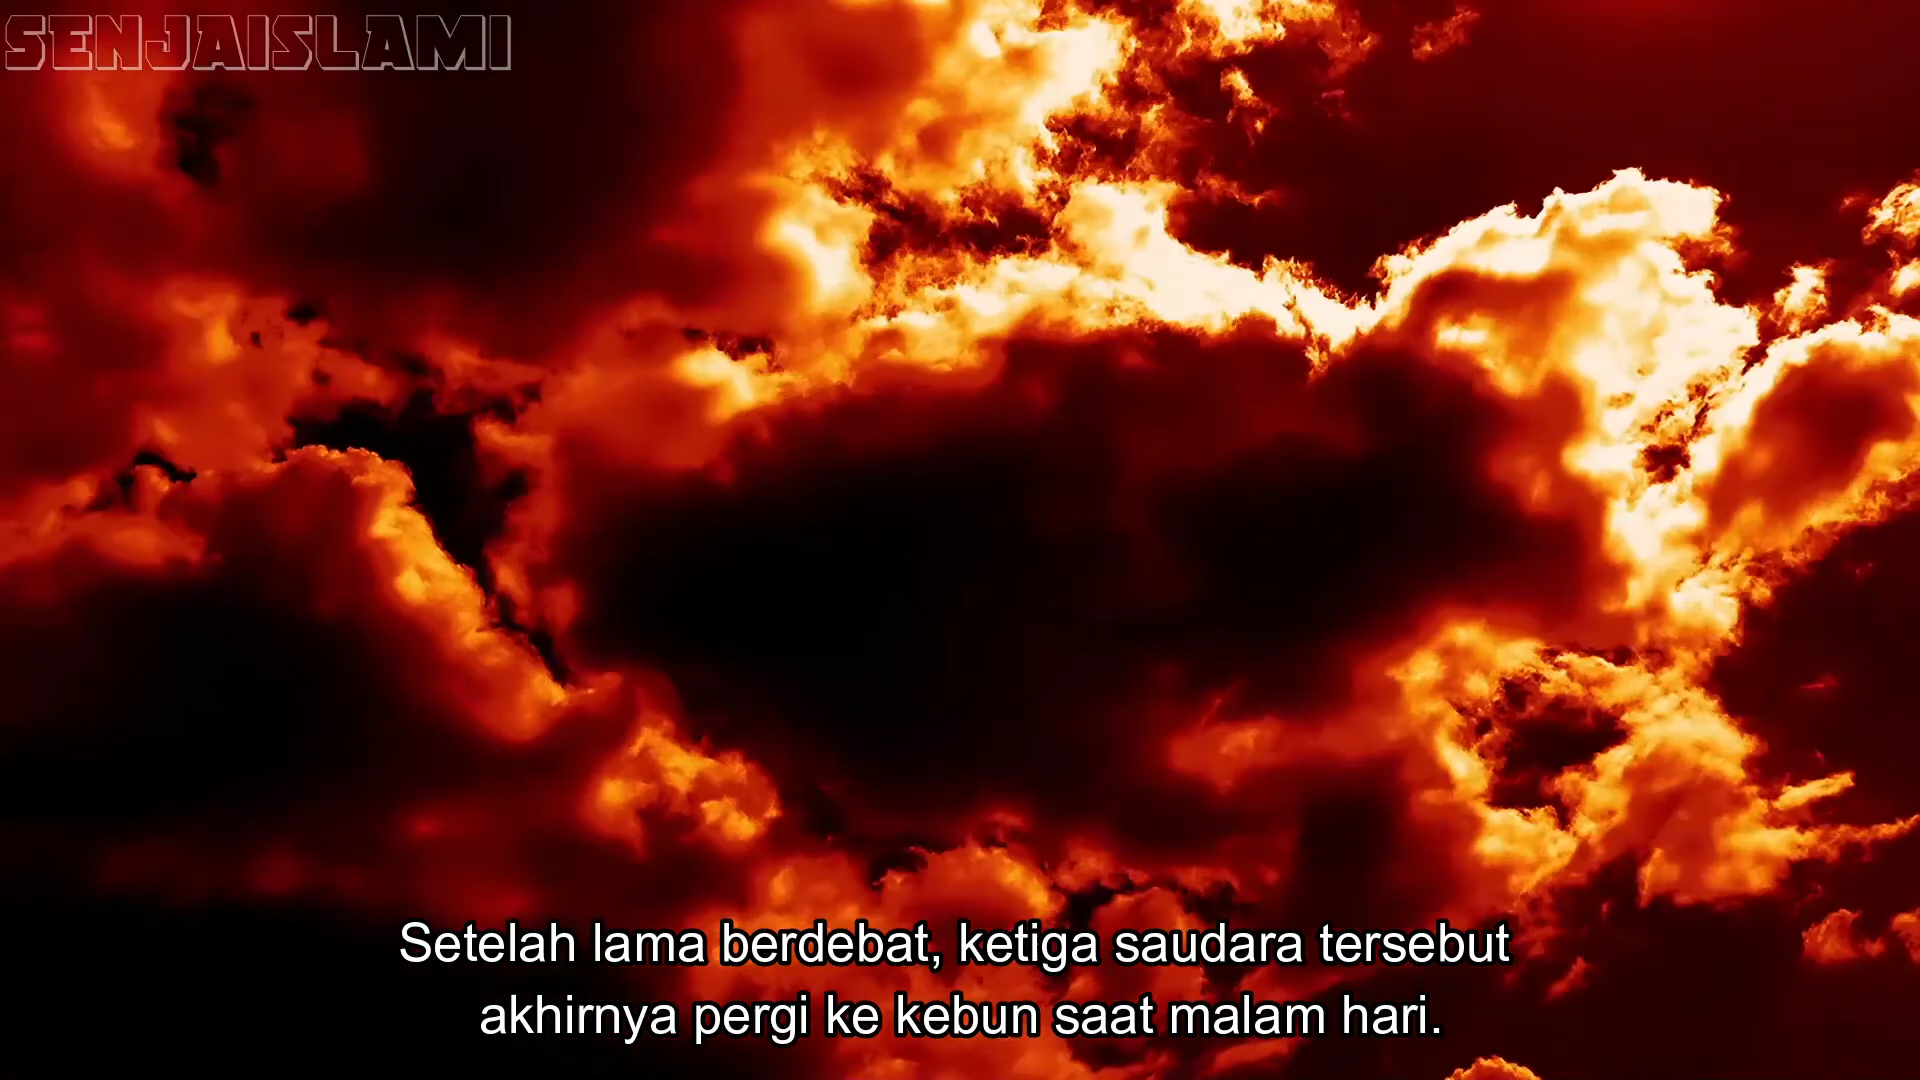 SENJAISLAMI
Setelah lama berdebat, ketiga saudara tersebut
akhirnya pergi ke kebun saat malam hari.